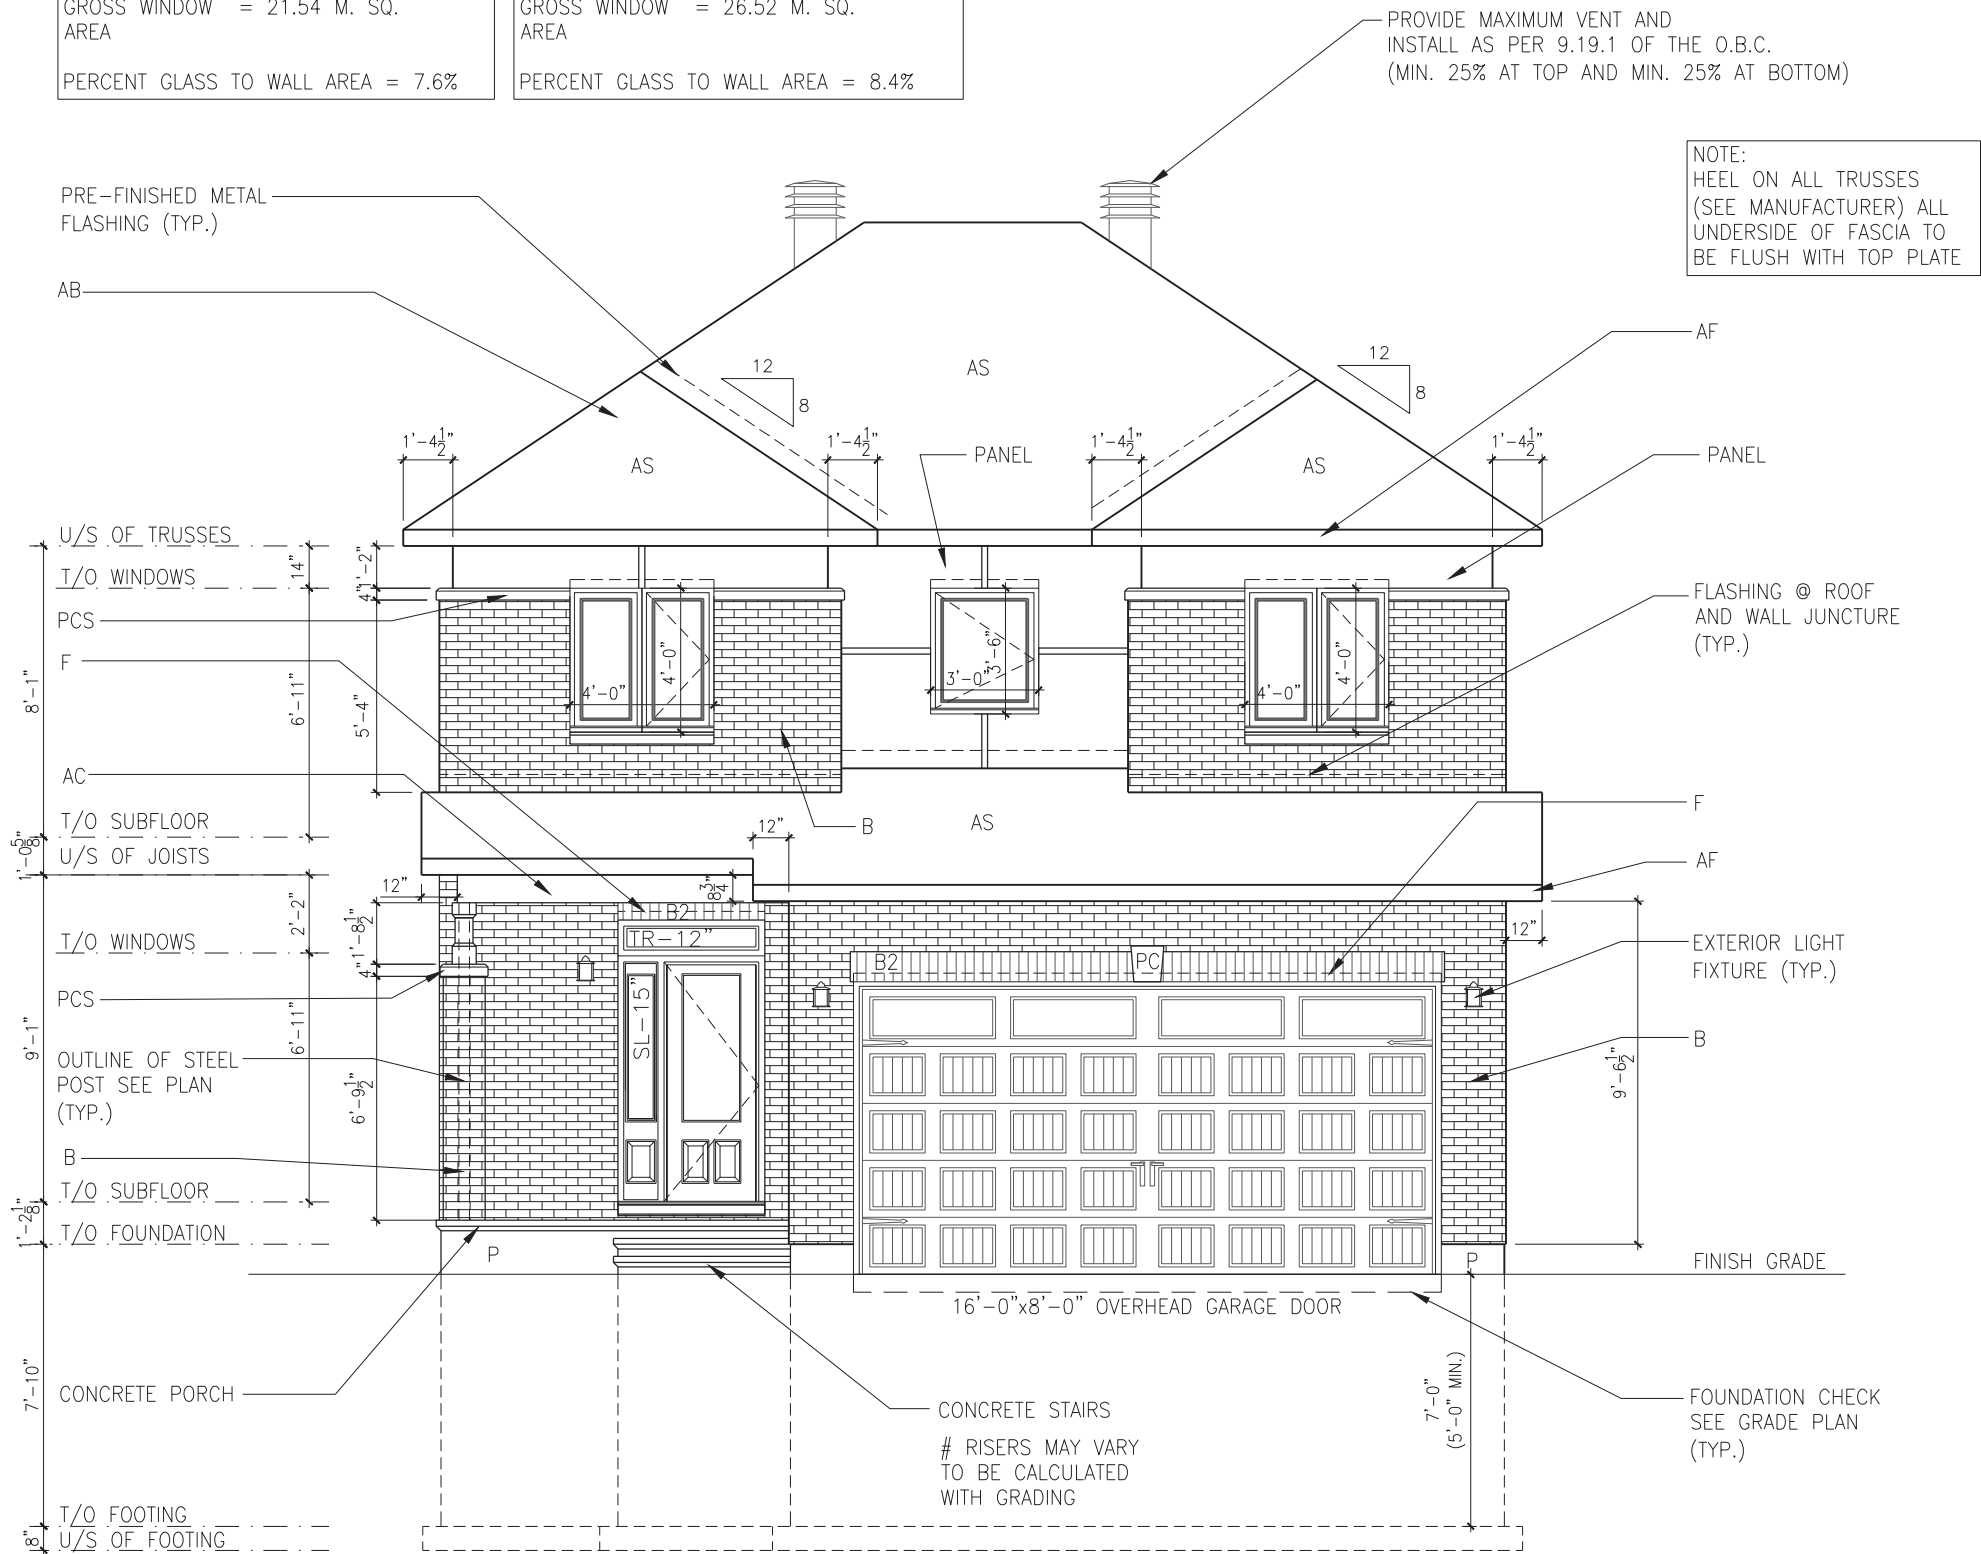 GROSS WINDOW = 21.54 M. SQ.
AREA
PERCENT GLASS TO WALL AREA = 7.6%
GROSS WINDOW = 26.52 M. SQ.
AREA
PERCENT GLASS TO WALL AREA = 8.4%
PROVIDE MAXIMUM VENT AND
INSTALL AS PER 9.19.1 OF THE O.B.C.
(MIN. 25% AT TOP AND MIN. 25% AT BOTTOM)
NOTE:
HEEL ON ALL TRUSSES
(SEE MANUFACTURER) ALL
UNDERSIDE OF FASCIA TO
BE FLUSH WITH TOP PLATE
PRE-FINISHED METAL
FLASHING (TYP.)
AB
AF
12
8
AS
12
8
1'-4½"
AS
1'-4½"
PANEL
1'-4½"
AS
1'-4½"
PANEL
U/S OF TRUSSES
T/O WINDOWS
14"
1'-2"
4"
PCS
F
8'-1"
6'-11"
5'-4"
4'-0"
4'-0"
3'-0"
3'-6"
4'-0"
4'-0"
FLASHING @ ROOF
AND WALL JUNCTURE
(TYP.)
AC
B
AS
F
T/O SUBFLOOR
U/S OF JOISTS
1'-0⅝"
12"
12"
8¾"
AF
B2
TR-12"
SL-15"
T/O WINDOWS
2'-2"
1'-8½"
4"
PCS
B2
PC
12"
EXTERIOR LIGHT
FIXTURE (TYP.)
B
9'-1"
6'-11"
6'-9½"
9'-6½"
OUTLINE OF STEEL
POST SEE PLAN
(TYP.)
B
T/O SUBFLOOR
T/O FOUNDATION
1'-2⅛"
P
P
FINISH GRADE
16'-0"x8'-0" OVERHEAD GARAGE DOOR
7'-10"
CONCRETE PORCH
CONCRETE STAIRS
# RISERS MAY VARY
TO BE CALCULATED
WITH GRADING
7'-0"
(5'-0" MIN.)
FOUNDATION CHECK
SEE GRADE PLAN
(TYP.)
T/O FOOTING
U/S OF FOOTING
8"